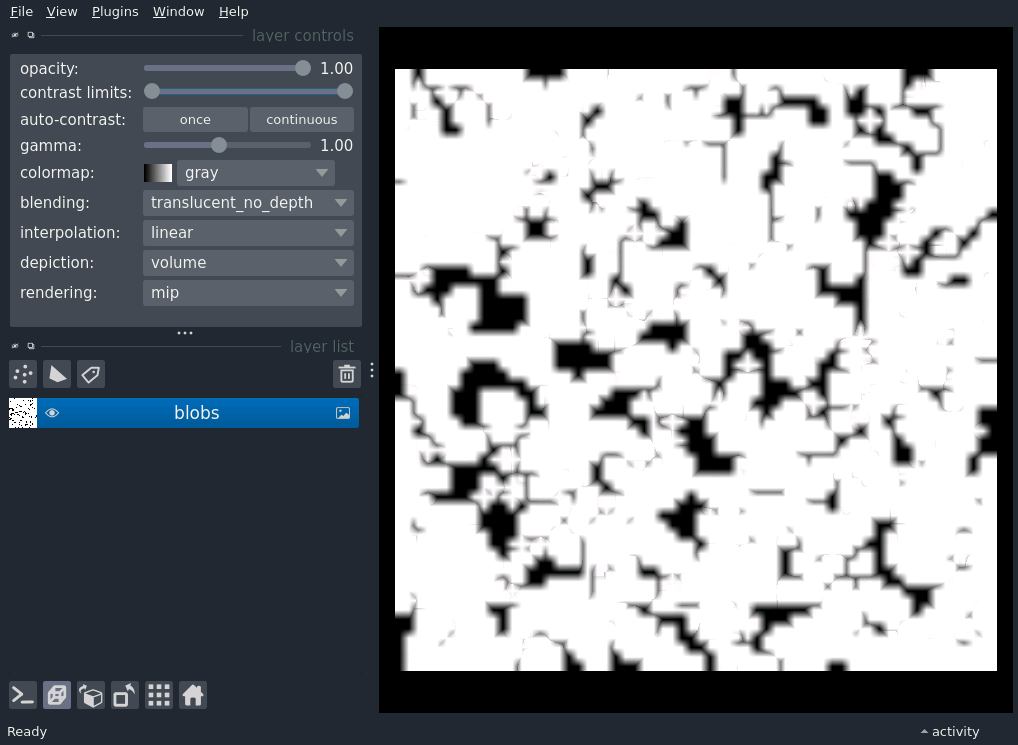 File View Plugins Window Help
layer controls
opacity: 1.00
contrast limits:
auto-contrast: once continuous
gamma: 1.00
colormap: gray
blending: translucent_no_depth
interpolation: linear
depiction: volume
rendering: mip
layer list
blobs
Ready activity